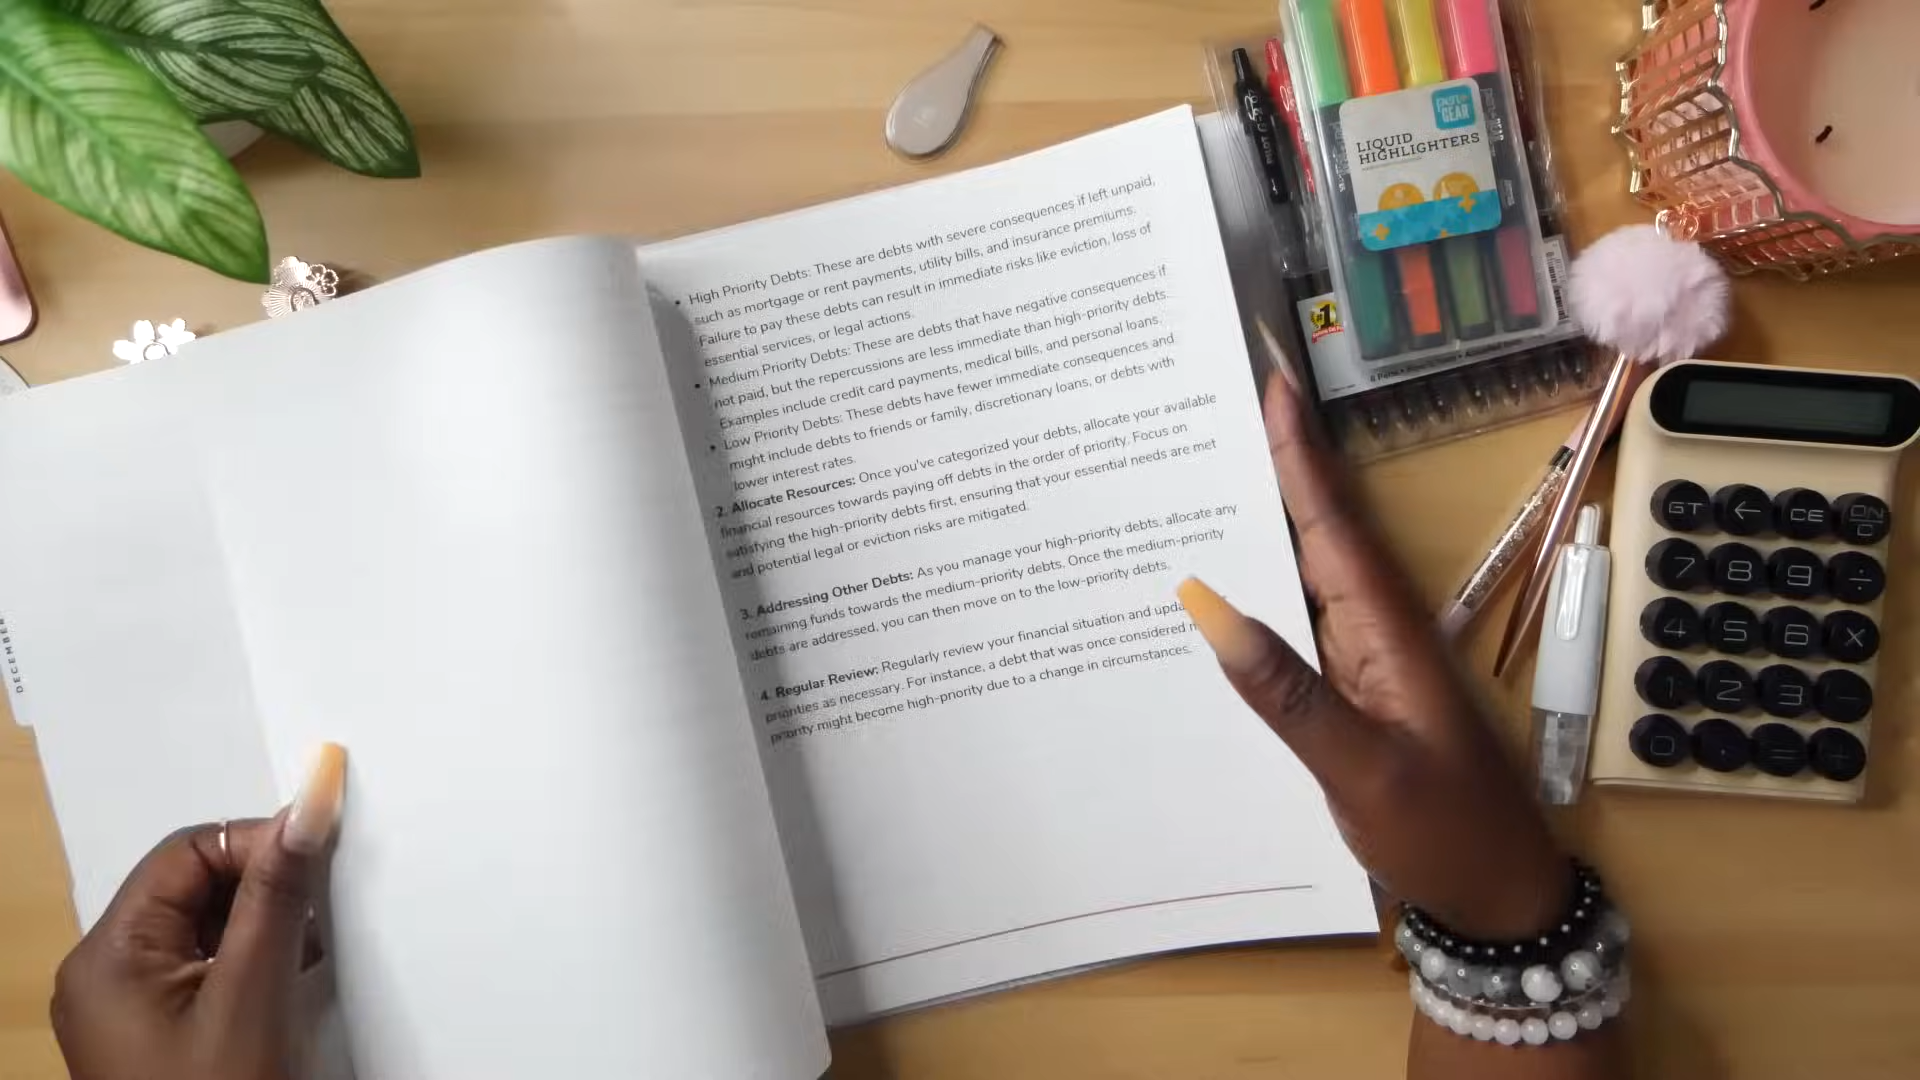 High Priority Debts: These are debts with severe consequences if left unpaid,
such as mortgage or rent payments, utility bills, and insurance premiums.
Failure to pay these debts can result in immediate risks like eviction, loss of
essential services, or legal actions.
Medium Priority Debts: These are debts that have negative consequences if
not paid, but the repercussions are less immediate than high-priority debts.
Examples include credit card payments, medical bills, and personal loans.
Low Priority Debts: These debts have fewer immediate consequences and
might include debts to friends or family, discretionary loans, or debts with
lower interest rates.
2. Allocate Resources: Once you've categorized your debts, allocate your available
financial resources towards paying off debts in the order of priority. Focus on
satisfying the high-priority debts first, ensuring that your essential needs are met
and potential legal or eviction risks are mitigated.
3. Addressing Other Debts: As you manage your high-priority debts, allocate any
remaining funds towards the medium-priority debts. Once the medium-priority
debts are addressed, you can then move on to the low-priority debts.
4. Regular Review: Regularly review your financial situation and
priorities as necessary. For instance, a debt that was once considered
priority might become high-priority due to a change in circumstances.
DECEMBER
GEAR
LIQUID
HIGHLIGHTERS
PILOT
#1
GT ← CE ON/C
7 8 9 ÷
4 5 6 X
1 2 3 -
0 . = +